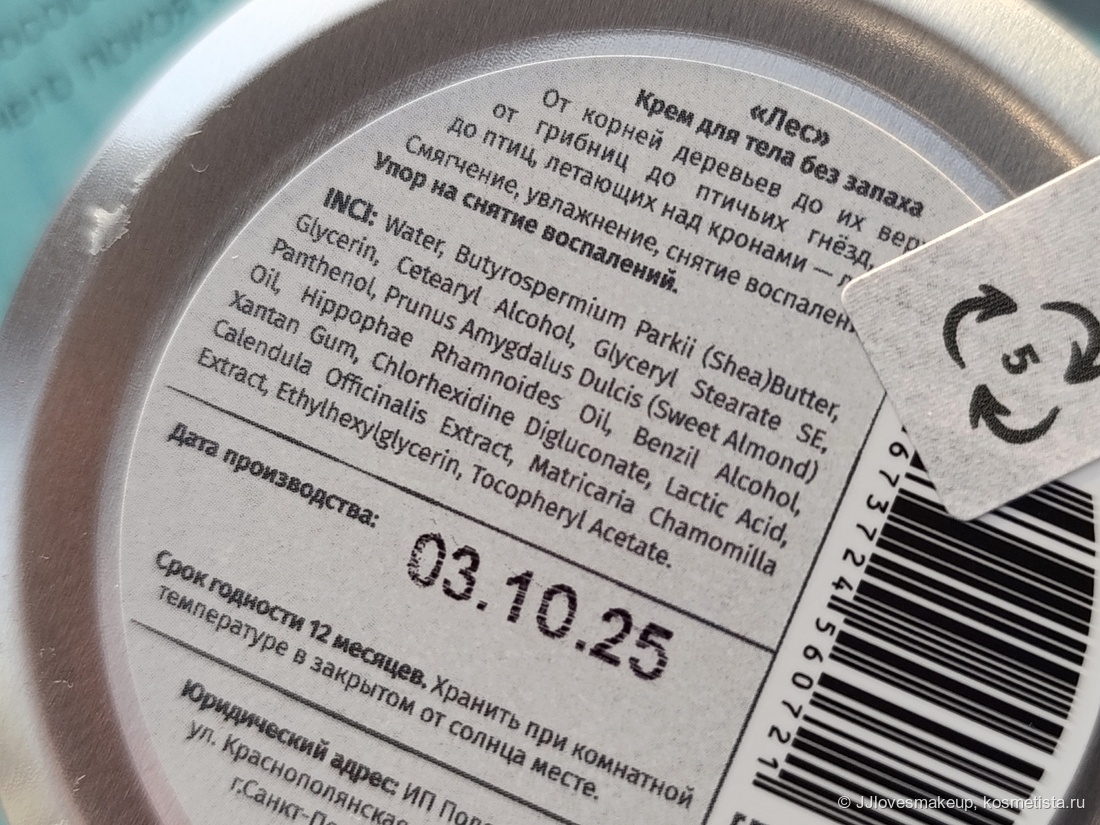 «Лес»
Крем для тела без запаха
От корней деревьев до их
от грибниц до птичьих гнёзд,
до птиц, летающих над кронами —
Смягчение, увлажнение, снятие
Упор на снятие воспалений.
INCI: Water, Butyrospermium Parkii (Shea)Butter,
Glycerin, Cetearyl Alcohol, Glyceryl Stearate SE,
Panthenol, Prunus Amygdalus Dulcis (Sweet Almond)
Oil, Hippophae Rhamnoides Oil, Benzil Alcohol,
Xantan Gum, Chlorhexidine Digluconate, Lactic Acid,
Calendula Officinalis Extract, Matricaria Chamomilla
Extract, Ethylhexylglycerin, Tocopheryl Acetate.
Дата производства:
03.10.25
Срок годности 12 месяцев. Хранить при комнатной
температуре в закрытом от солнца месте.
Юридический адрес: ИП
ул. Краснополянская
г.Санкт-
5
673724560721
© JJlovesmakeup, kosmetista.ru